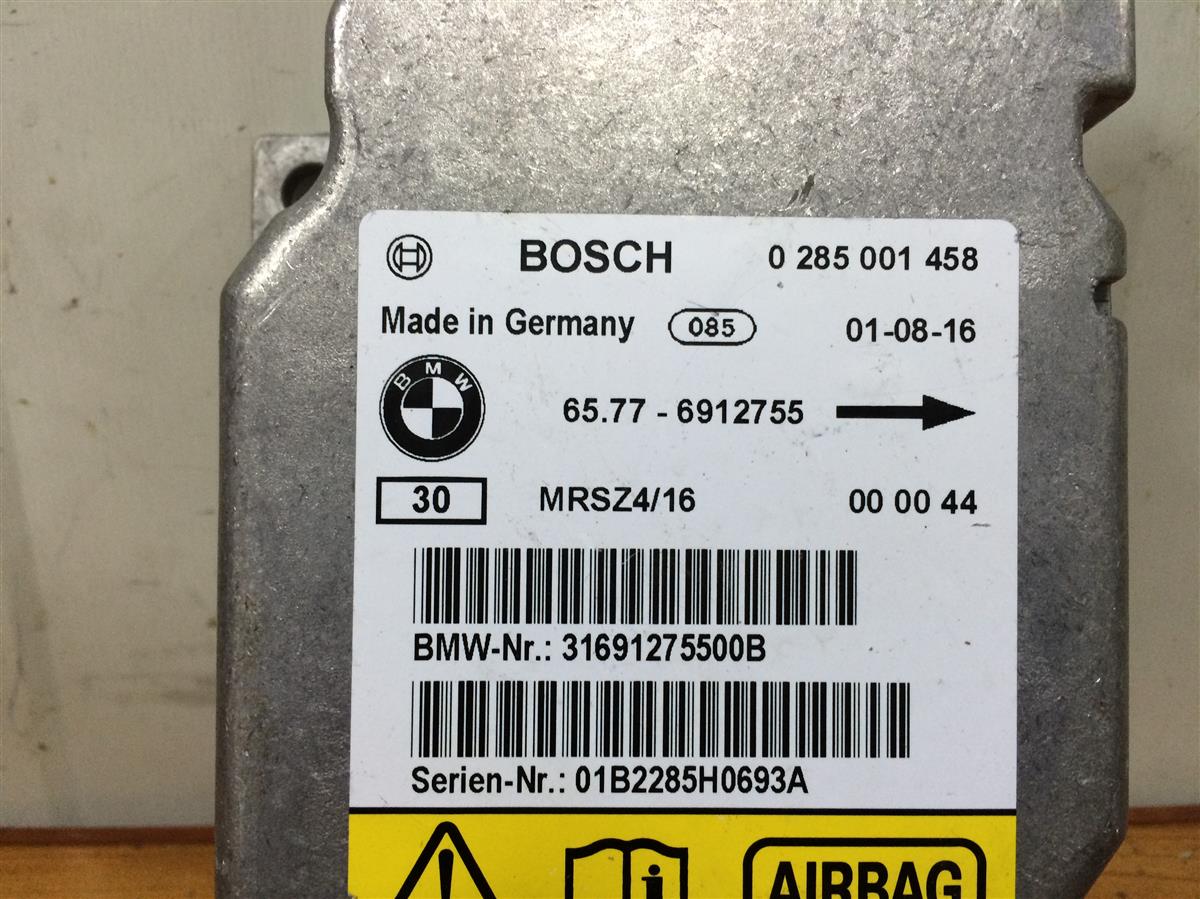 BOSCH 0 285 001 458
Made in Germany 085 01-08-16
BMW
65.77 - 6912755
30 MRSZ4/16 00 00 44
BMW-Nr.: 31691275500B
Serien-Nr.: 01B2285H0693A
! i AIRBAG